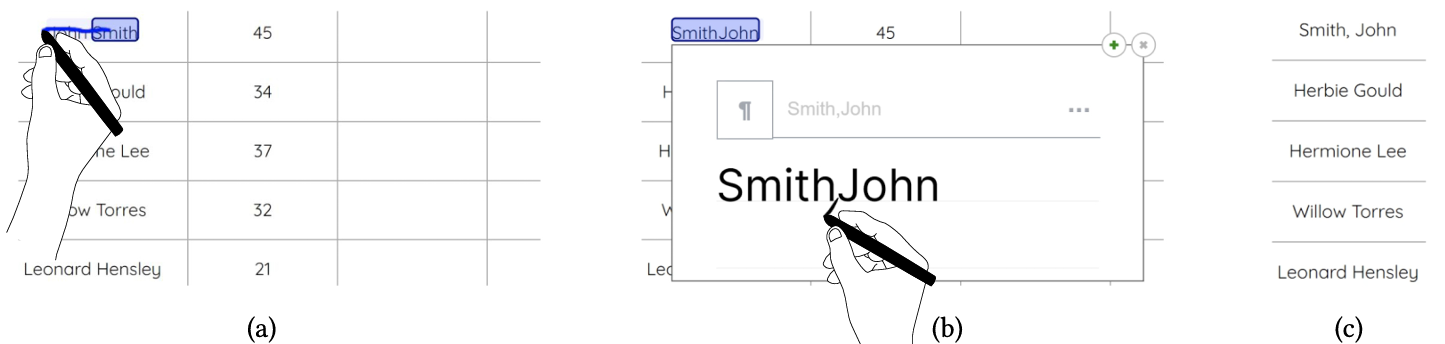 Smith 45
ould 34
ne Lee 37
ow Torres 32
Leonard Hensley 21
(a)
SmithJohn 45
H
¶ Smith,John ...
H
SmithJohn
W
Leo
(b)
Smith, John
Herbie Gould
Hermione Lee
Willow Torres
Leonard Hensley
(c)